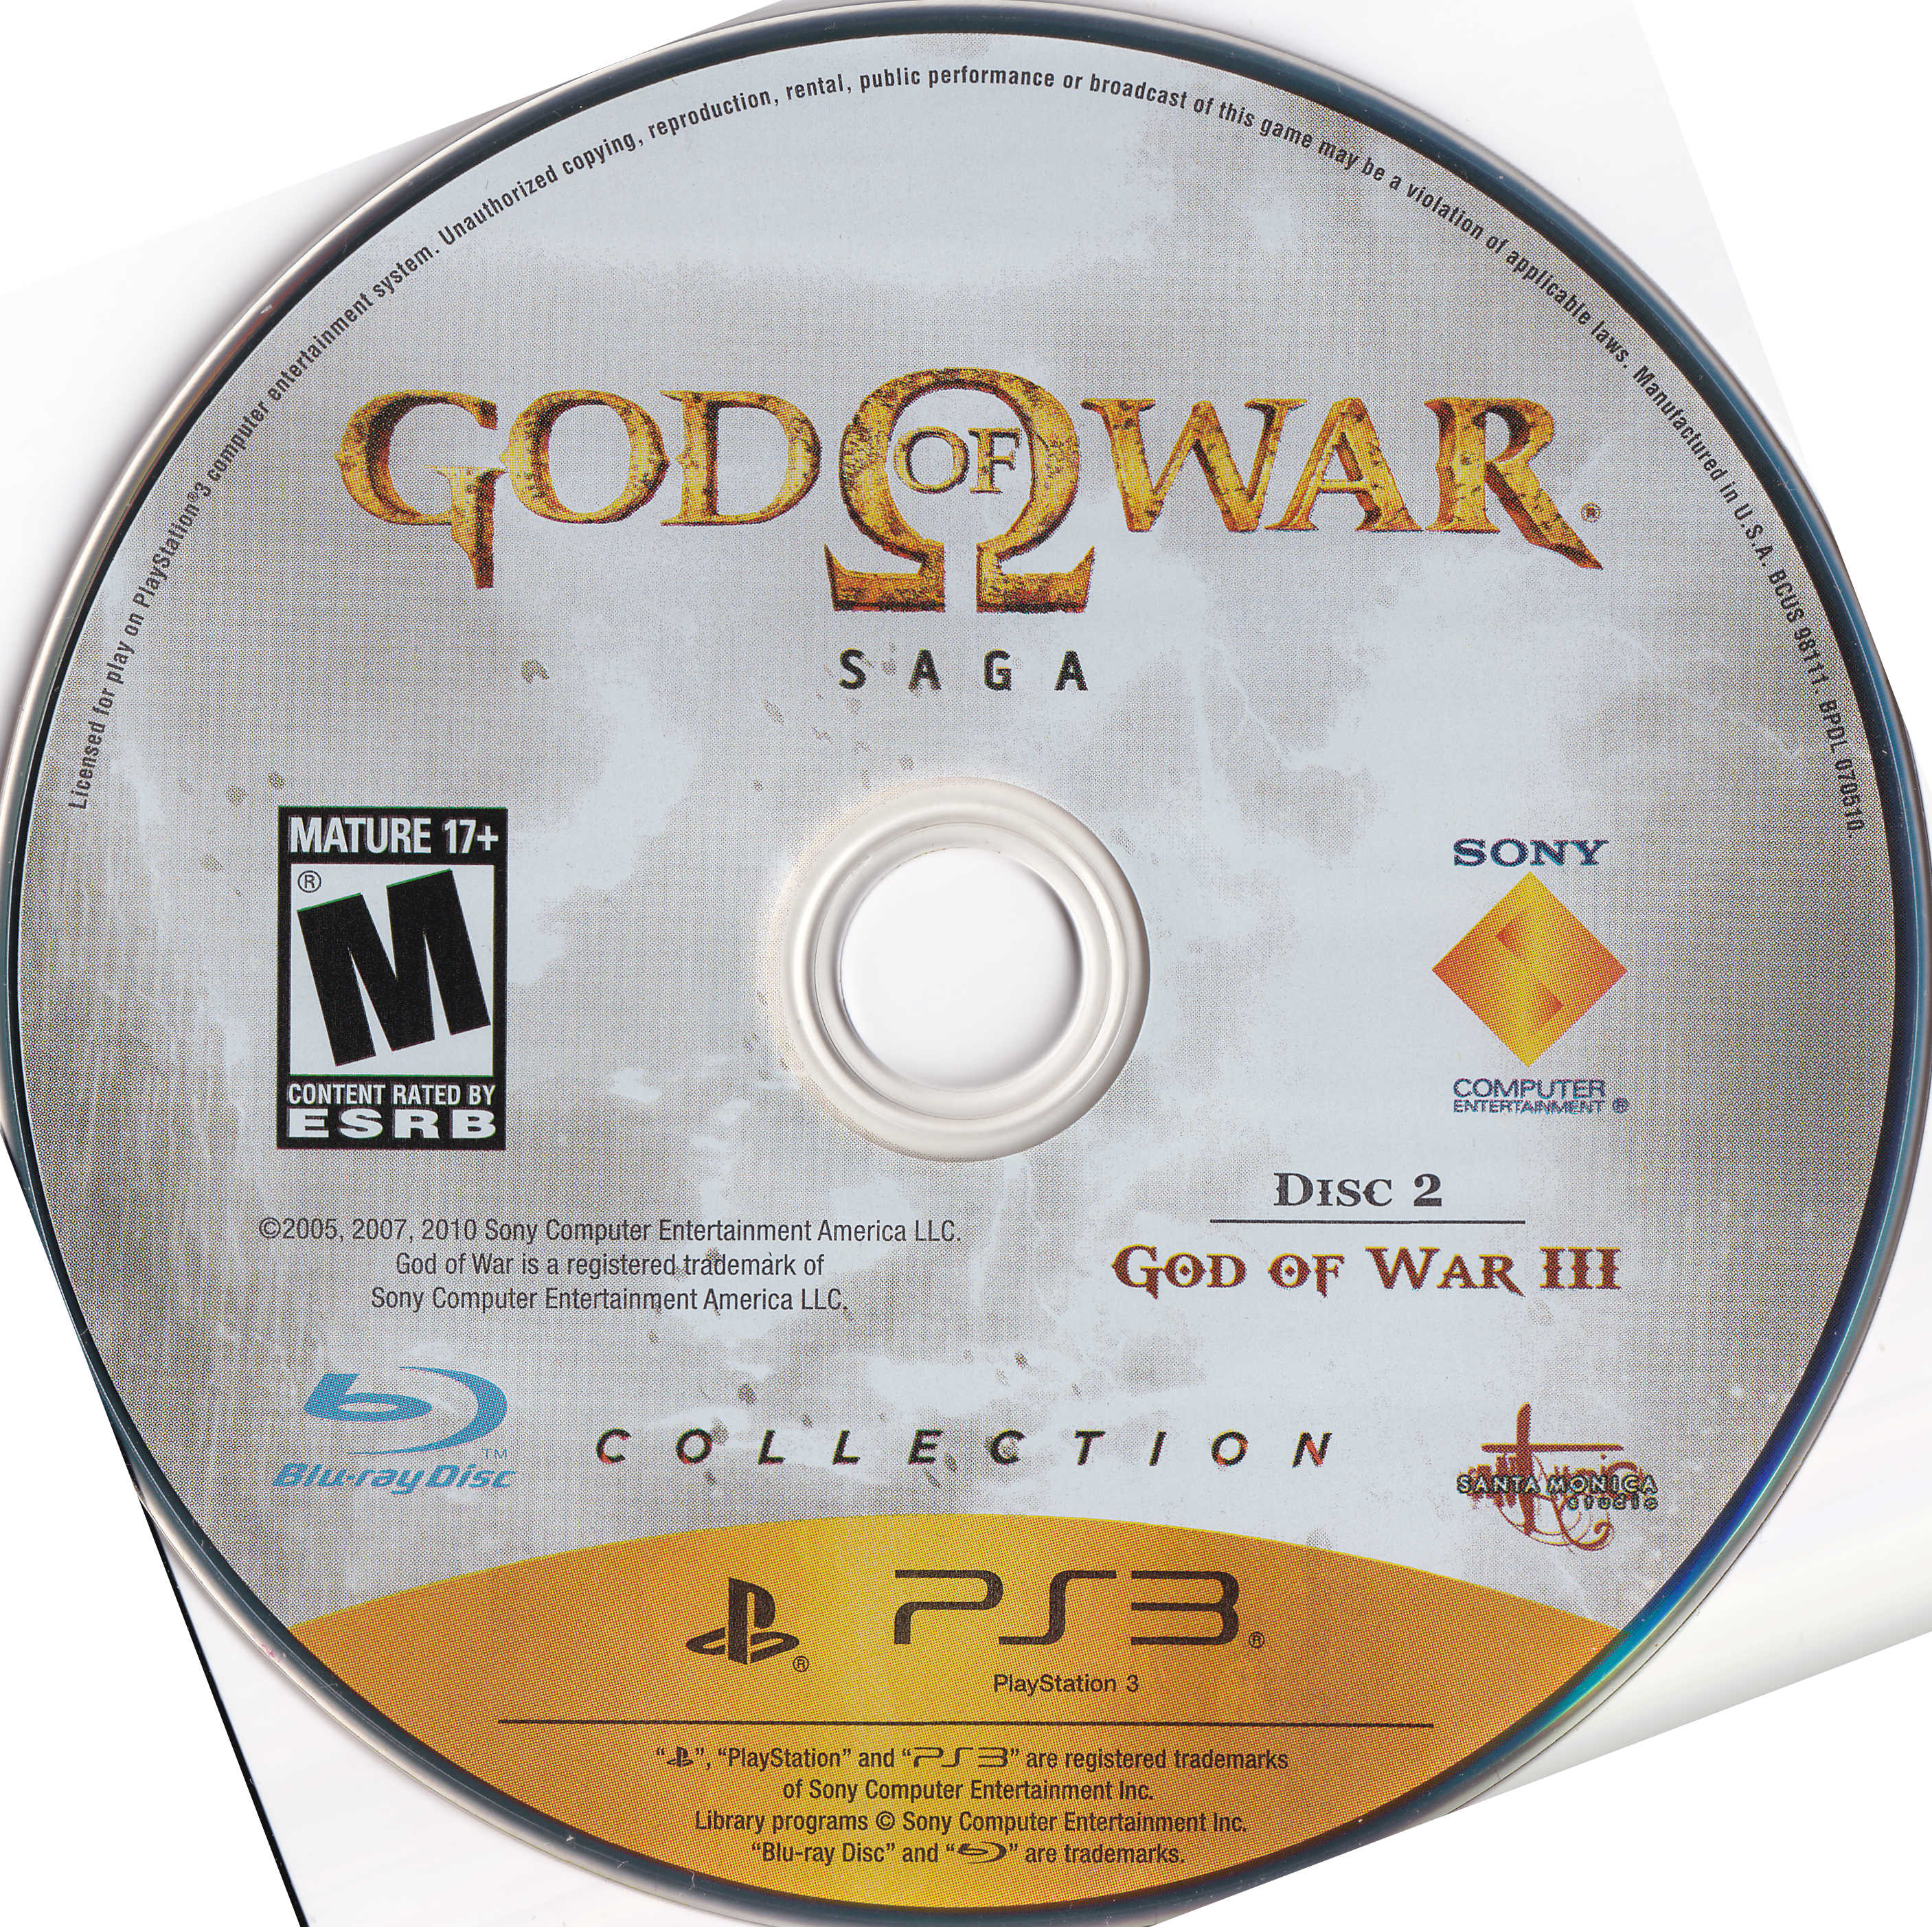 Licensed for play on PlayStation®3 computer entertainment system. Unauthorized copying, reproduction, rental, public performance or broadcast of this game may be a violation of applicable laws. Manufactured in U.S.A. BCUS 98111. BPDL 070510
GOD OF WAR®
SAGA
MATURE 17+
®
M
CONTENT RATED BY
ESRB
SONY
COMPUTER
ENTERTAINMENT ®
DISC 2
GOD OF WAR III
©2005, 2007, 2010 Sony Computer Entertainment America LLC.
God of War is a registered trademark of
Sony Computer Entertainment America LLC.
Blu-ray Disc™
COLLECTION
SANTA MONICA
studio
PS3®
PlayStation 3
“PS”, “PlayStation” and “PS3” are registered trademarks
of Sony Computer Entertainment Inc.
Library programs © Sony Computer Entertainment Inc.
“Blu-ray Disc” and “b” are trademarks.